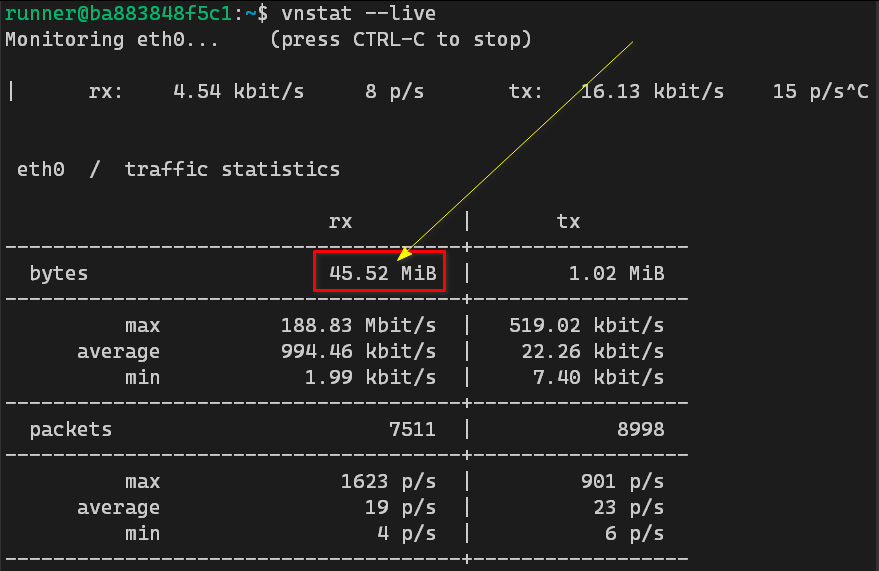 runner@ba883848f5c1:~$ vnstat --live
Monitoring eth0...    (press CTRL-C to stop)
|      rx:    4.54 kbit/s     8 p/s       tx:   16.13 kbit/s    15 p/s^C
eth0  /  traffic statistics
                           rx         |       tx
--------------------------------------+------------------
  bytes                    45.52 MiB  |        1.02 MiB
--------------------------------------+------------------
          max          188.83 Mbit/s  |   519.02 kbit/s
      average          994.46 kbit/s  |    22.26 kbit/s
          min            1.99 kbit/s  |     7.40 kbit/s
--------------------------------------+------------------
  packets                       7511  |            8998
--------------------------------------+------------------
          max               1623 p/s  |         901 p/s
      average                 19 p/s  |          23 p/s
          min                  4 p/s  |           6 p/s
--------------------------------------+------------------